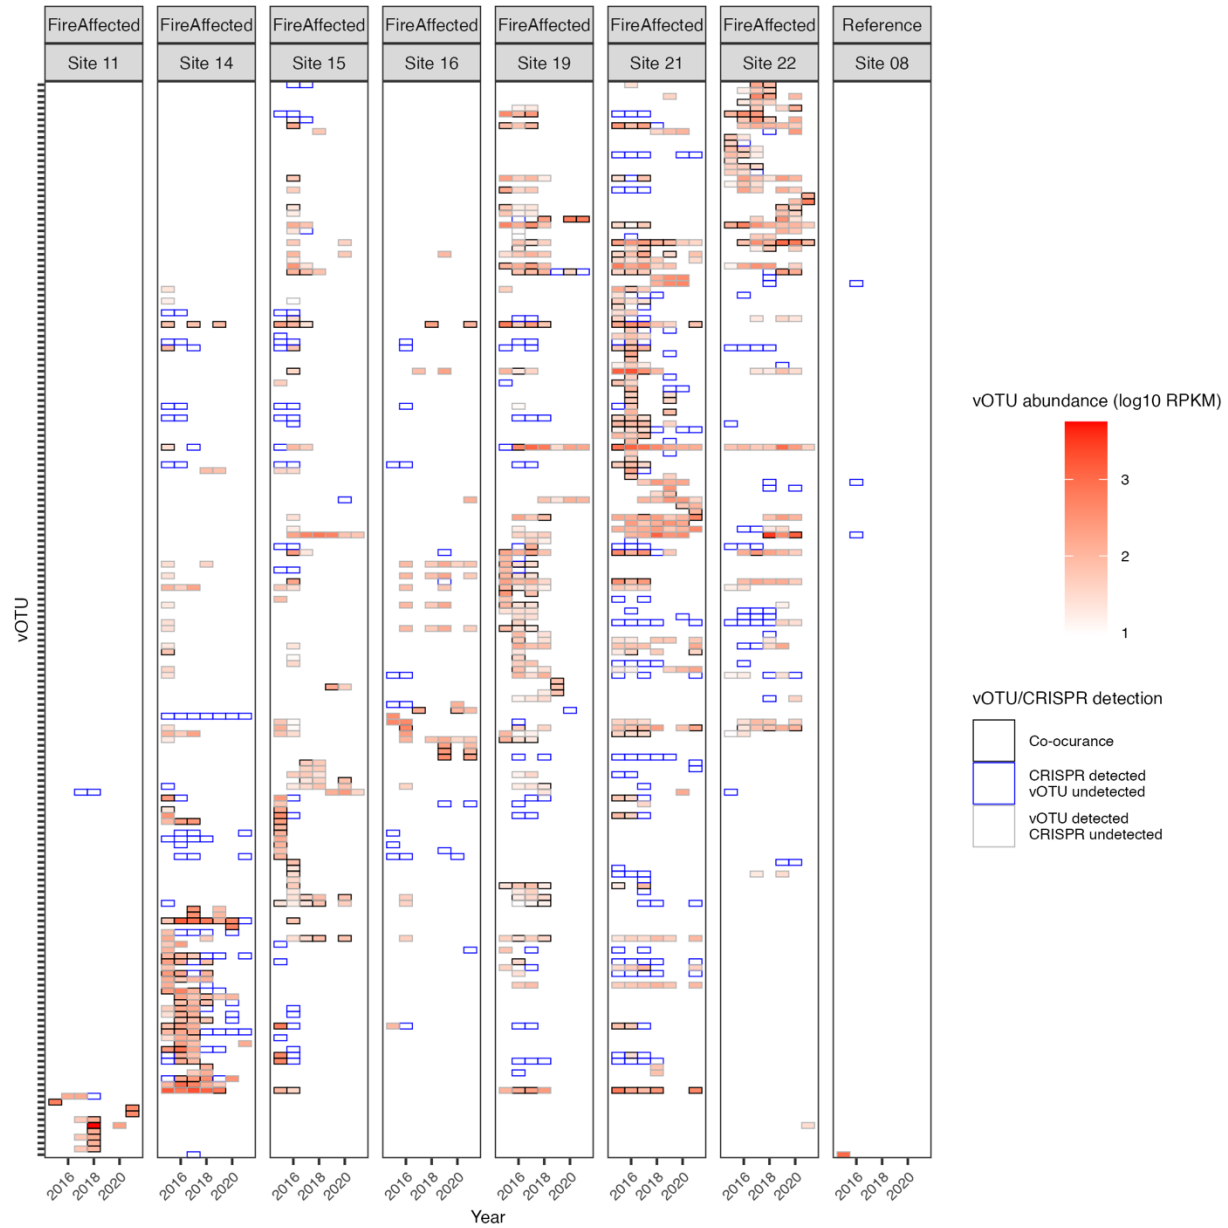 FireAffected FireAffected FireAffected FireAffected FireAffected FireAffected FireAffected Reference
Site 11 Site 14 Site 15 Site 16 Site 19 Site 21 Site 22 Site 08
vOTU
vOTU abundance (log10 RPKM)
3
2
1
vOTU/CRISPR detection
Co-ocurance
CRISPR detected
vOTU undetected
vOTU detected
CRISPR undetected
2016 2018 2020 2016 2018 2020 2016 2018 2020 2016 2018 2020 2016 2018 2020 2016 2018 2020 2016 2018 2020 2016 2018 2020
Year